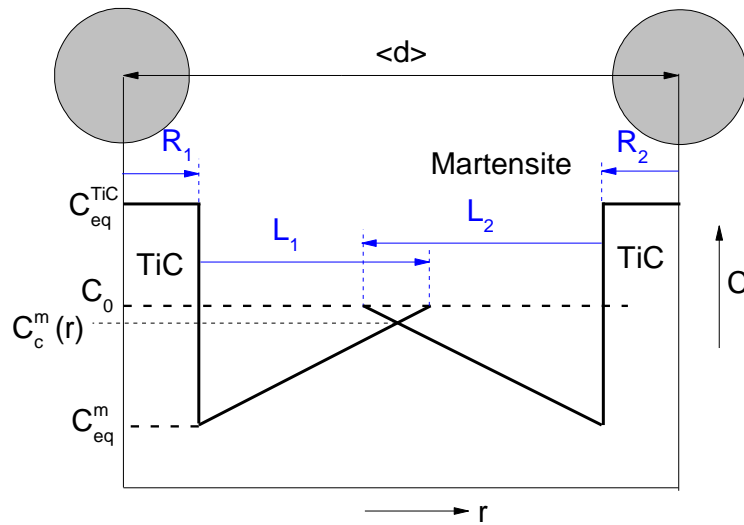 <d>
R₁
Martensite
R₂
C_eq^TiC
L₁
L₂
TiC
TiC
C
C₀
C_c^m (r)
C_eq^m
r